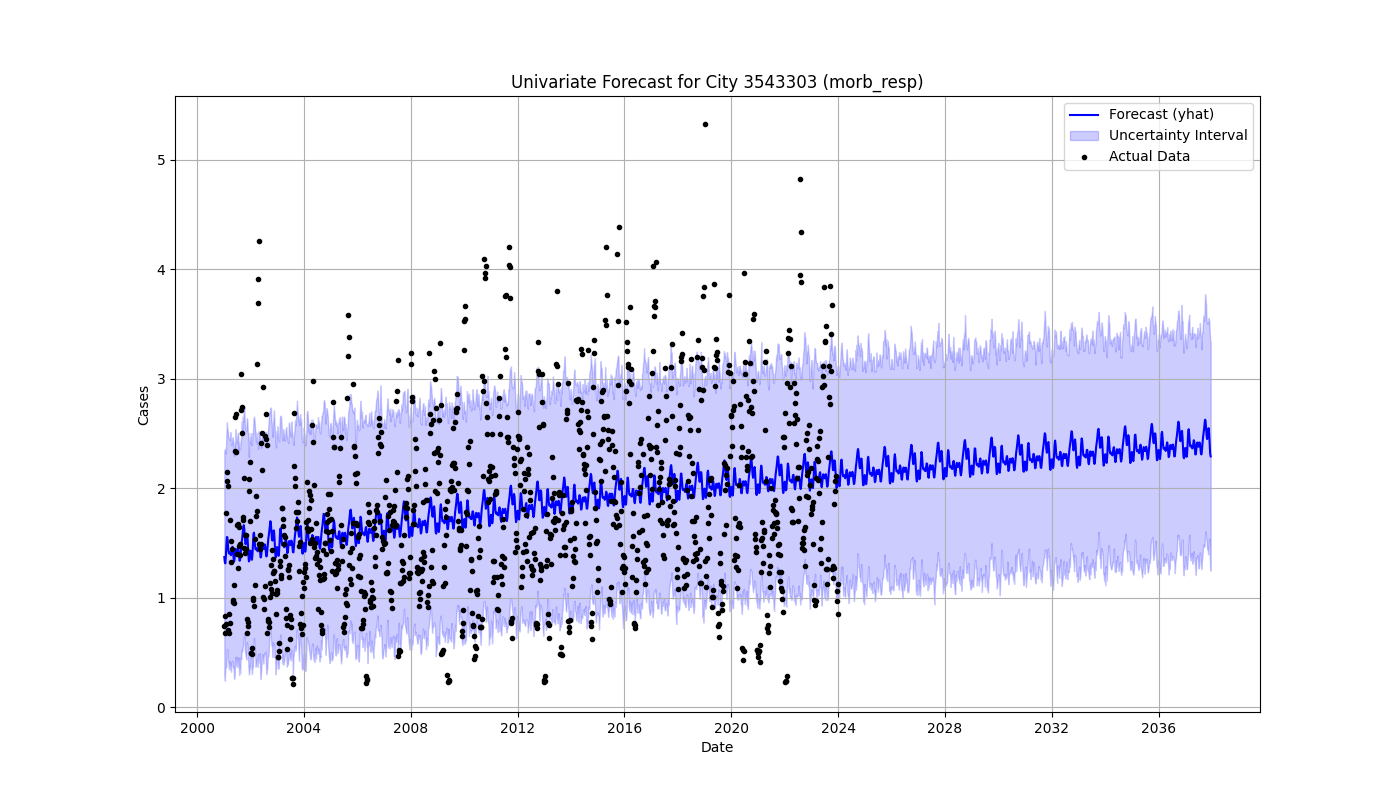 Univariate Forecast for City 3543303 (morb_resp)
Forecast (yhat)
Uncertainty Interval
Actual Data
Cases
5
4
3
2
1
0
2000 2004 2008 2012 2016 2020 2024 2028 2032 2036
Date